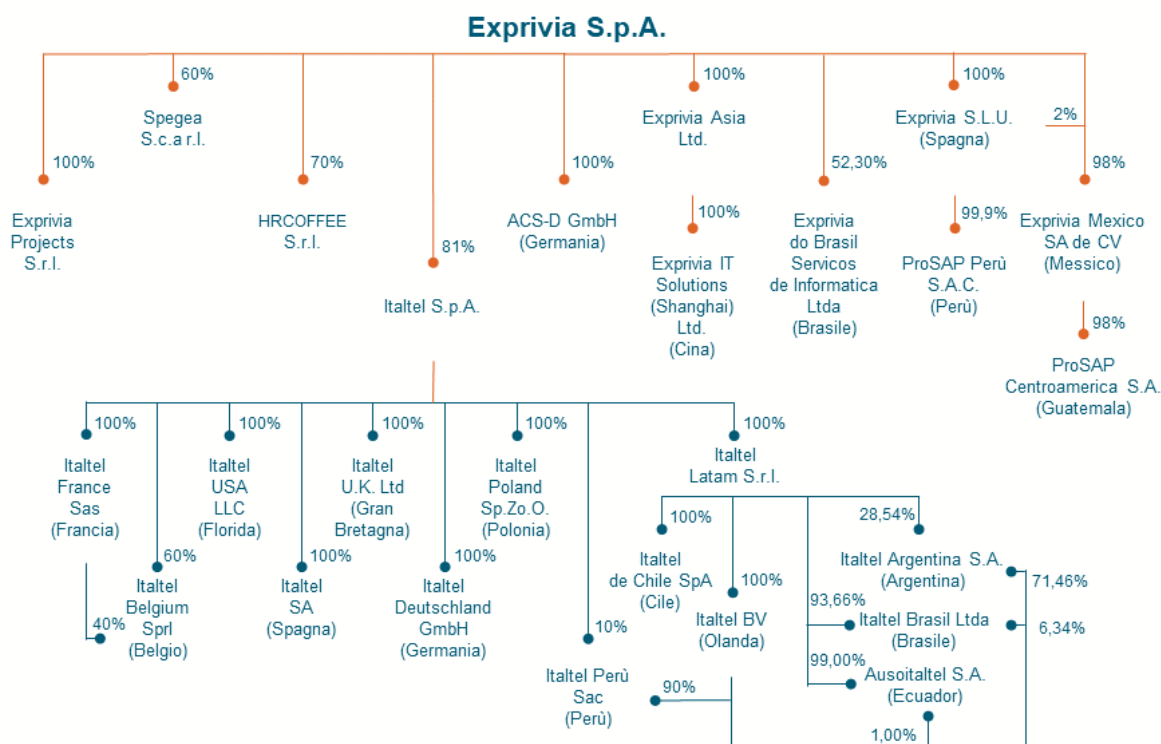 Exprivia S.p.A.
60%
Spegea
S.c.a r.l.
100%
Exprivia
Projects
S.r.l.
70%
HRCOFFEE
S.r.l.
81%
Italtel S.p.A.
100%
ACS-D GmbH
(Germania)
100%
Exprivia Asia
Ltd.
100%
Exprivia IT
Solutions
(Shanghai)
Ltd.
(Cina)
52,30%
Exprivia
do Brasil
Servicos
de Informatica
Ltda
(Brasile)
100%
Exprivia S.L.U.
(Spagna)
99,9%
ProSAP Perù
S.A.C.
(Perù)
2%
98%
Exprivia Mexico
SA de CV
(Messico)
98%
ProSAP
Centroamerica S.A.
(Guatemala)
100%
Italtel
France
Sas
(Francia)
40%
60%
Italtel
Belgium
Sprl
(Belgio)
100%
Italtel
USA
LLC
(Florida)
100%
Italtel
SA
(Spagna)
100%
Italtel
U.K. Ltd
(Gran
Bretagna)
100%
Italtel
Deutschland
GmbH
(Germania)
100%
Italtel
Poland
Sp.Zo.O.
(Polonia)
10%
Italtel Perù
Sac
(Perù)
90%
100%
Italtel
Latam S.r.l.
100%
Italtel
de Chile SpA
(Cile)
100%
Italtel BV
(Olanda)
28,54%
Italtel Argentina S.A.
(Argentina)
71,46%
93,66%
Italtel Brasil Ltda
(Brasile)
6,34%
99,00%
Ausoitaltel S.A.
(Ecuador)
1,00%